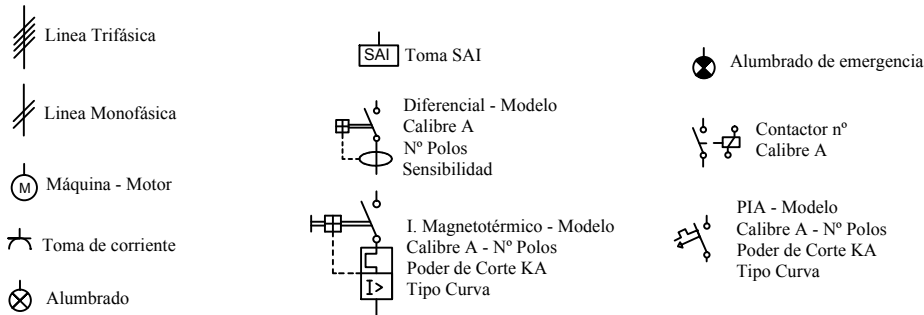 Linea Trifásica
Linea Monofásica
M
Máquina - Motor
Toma de corriente
Alumbrado
SAI
Toma SAI
Diferencial - Modelo
Calibre A
Nº Polos
Sensibilidad
I. Magnetotérmico - Modelo
Calibre A - Nº Polos
Poder de Corte KA
Tipo Curva
I>
Alumbrado de emergencia
Contactor nº
Calibre A
PIA - Modelo
Calibre A - Nº Polos
Poder de Corte KA
Tipo Curva